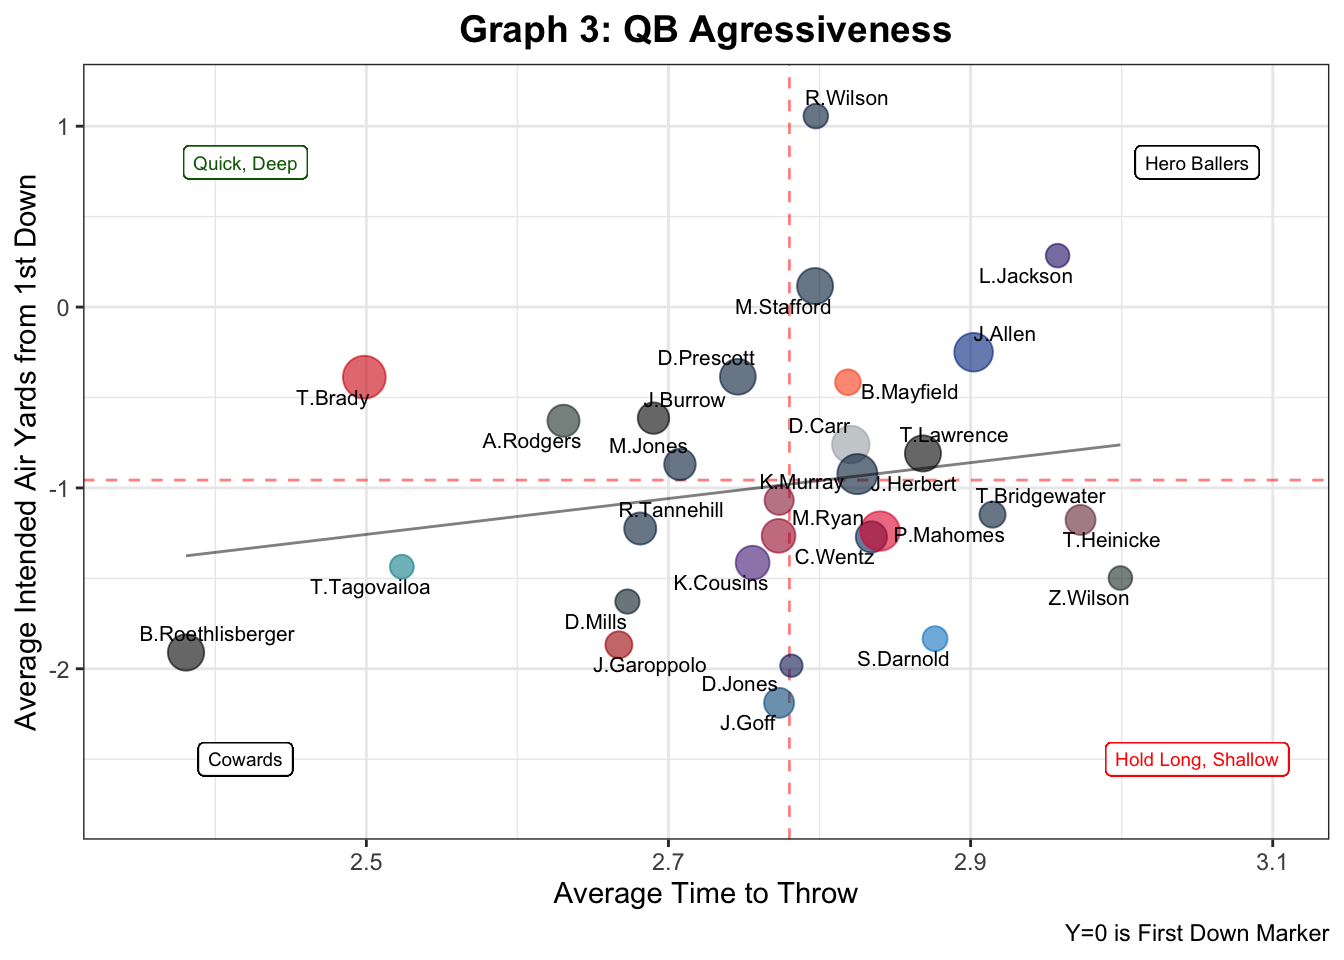 Graph 3: QB Agressiveness
R.Wilson
1
Quick, Deep
Hero Ballers
L.Jackson
0
M.Stafford
J.Allen
D.Prescott
T.Brady
B.Mayfield
J.Burrow
A.Rodgers
M.Jones
D.Carr
T.Lawrence
-1
K.Murray
J.Herbert
T.Bridgewater
R.Tannehill
M.Ryan
P.Mahomes
T.Heinicke
C.Wentz
K.Cousins
T.Tagovailoa
Z.Wilson
D.Mills
B.Roethlisberger
J.Garoppolo
S.Darnold
-2
D.Jones
J.Goff
Cowards
Hold Long, Shallow
2.5
2.7
2.9
3.1
Average Time to Throw
Average Intended Air Yards from 1st Down
Y=0 is First Down Marker